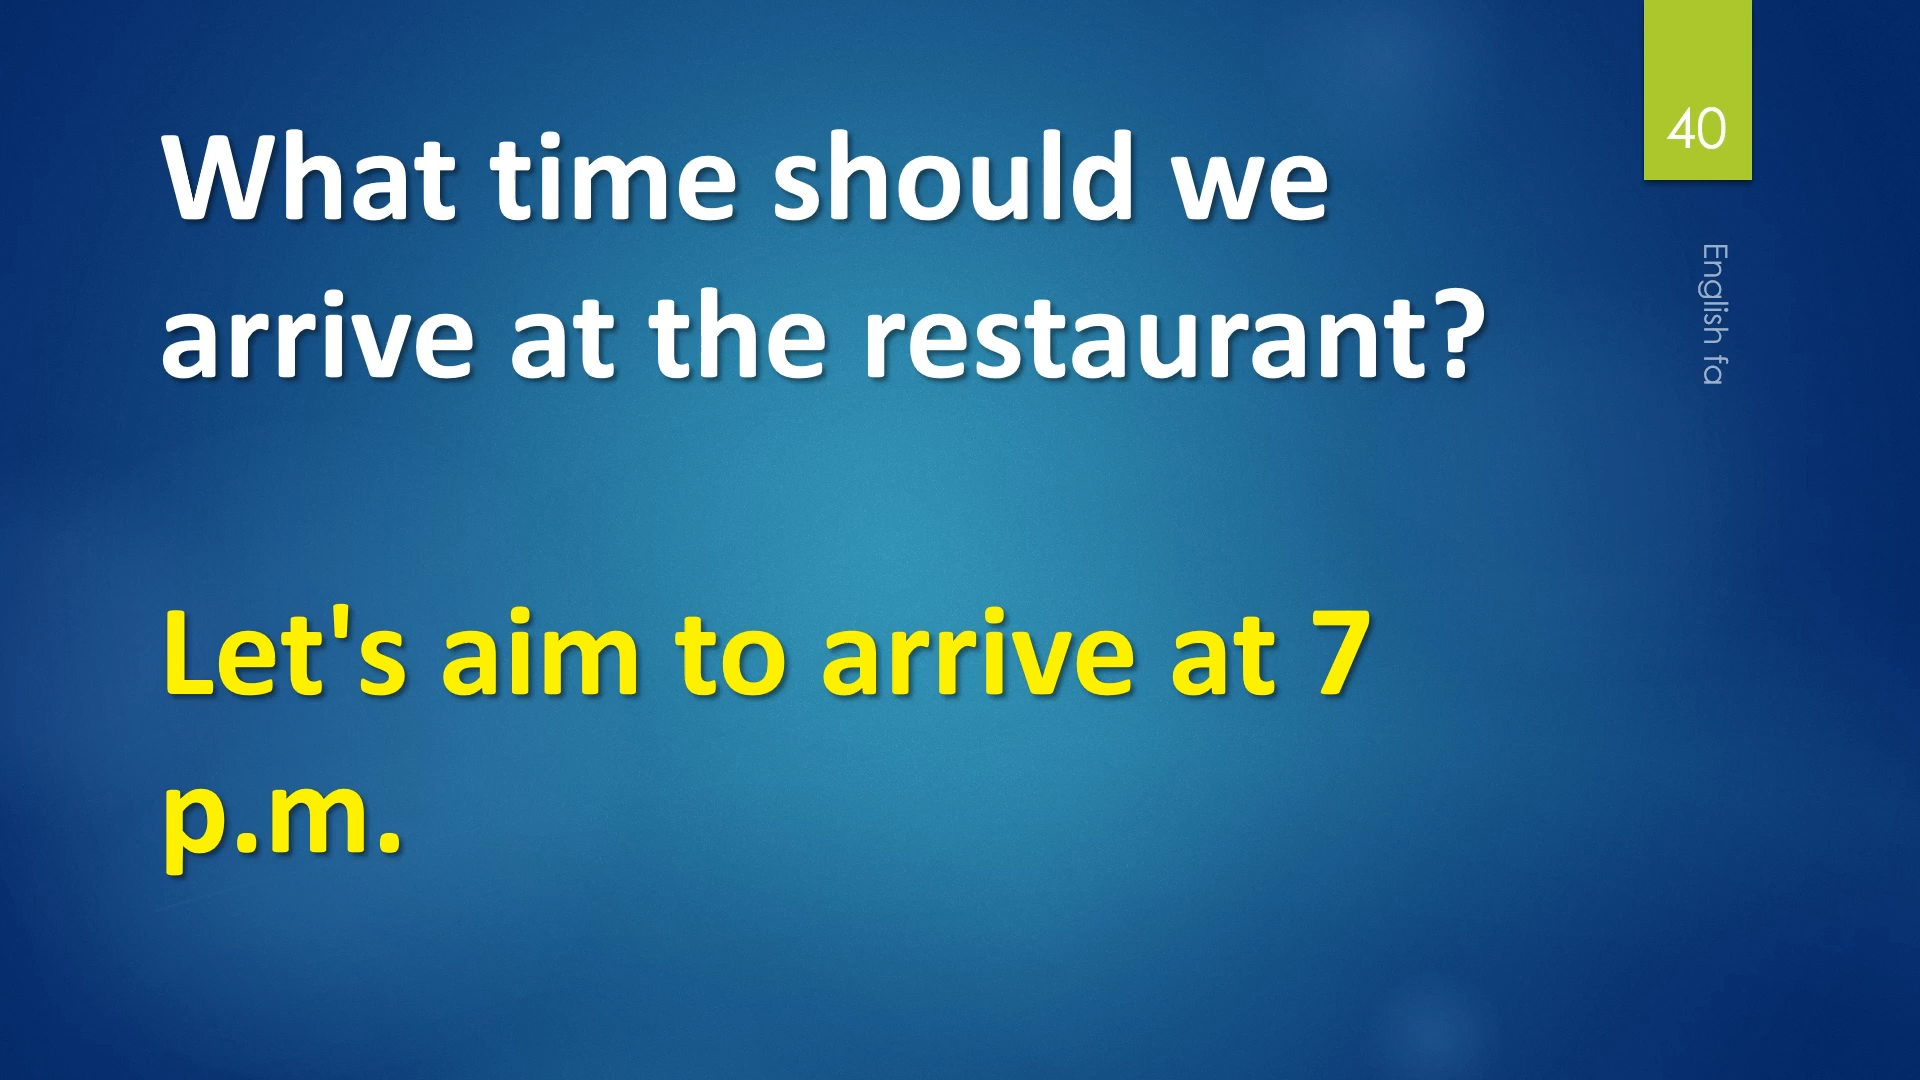 What time should we
arrive at the restaurant?
Let's aim to arrive at 7
p.m.
40
English fa